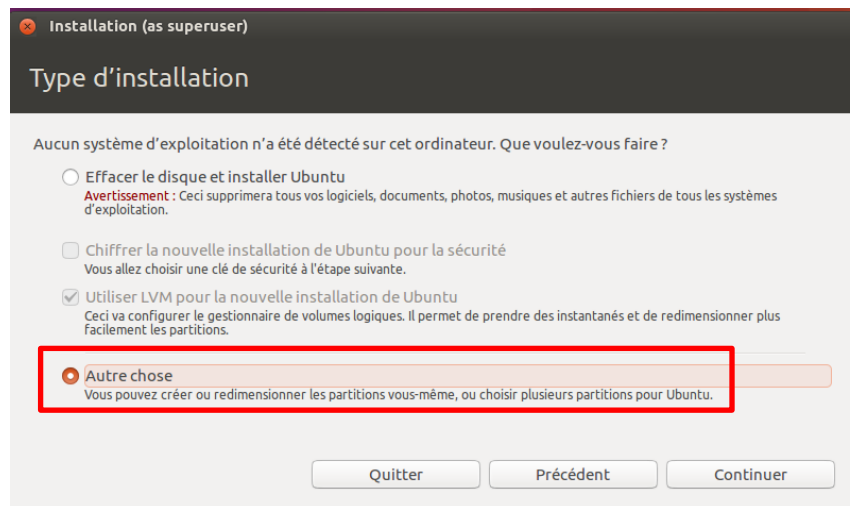 Installation (as superuser)
Type d’installation
Aucun système d’exploitation n’a été détecté sur cet ordinateur. Que voulez-vous faire ?
Effacer le disque et installer Ubuntu
Avertissement : Ceci supprimera tous vos logiciels, documents, photos, musiques et autres fichiers de tous les systèmes
d’exploitation.
Chiffrer la nouvelle installation de Ubuntu pour la sécurité
Vous allez choisir une clé de sécurité à l'étape suivante.
Utiliser LVM pour la nouvelle installation de Ubuntu
Ceci va configurer le gestionnaire de volumes logiques. Il permet de prendre des instantanés et de redimensionner plus
facilement les partitions.
Autre chose
Vous pouvez créer ou redimensionner les partitions vous-même, ou choisir plusieurs partitions pour Ubuntu.
Quitter
Précédent
Continuer